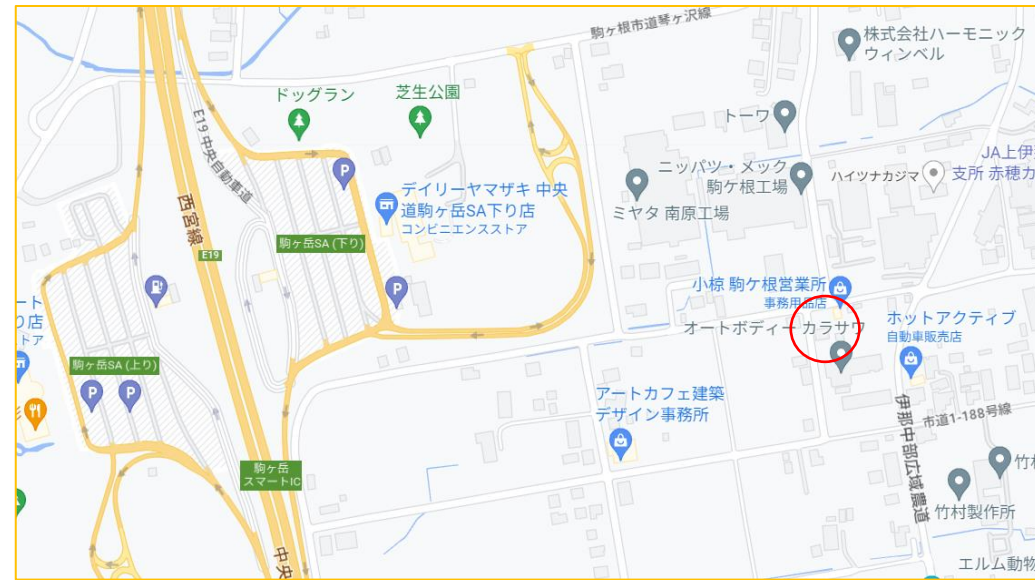 駒ヶ根市道琴ヶ沢線
株式会社ハーモニック
ウィンベル
ドッグラン
芝生公園
トーワ
E19 中央自動車道
JA上伊
支所 赤穂カ
ニッパツ・メック
駒ケ根工場
ハイツナカジマ
デイリーヤマザキ 中央
道駒ヶ岳SA下り店
コンビニエンスストア
ミヤタ 南原工場
西宮線
E19
駒ヶ岳SA (下り)
P
P
小椋 駒ケ根営業所
事務用品店
ート
り店
トア
オートボディー カラサワ
ホットアクティブ
自動車販売店
駒ヶ岳SA (上り)
P
P
アートカフェ建築
デザイン事務所
伊那中部広域農道
市道1-188号線
駒ヶ岳
スマートIC
竹村
竹村製作所
中央
エルム動物